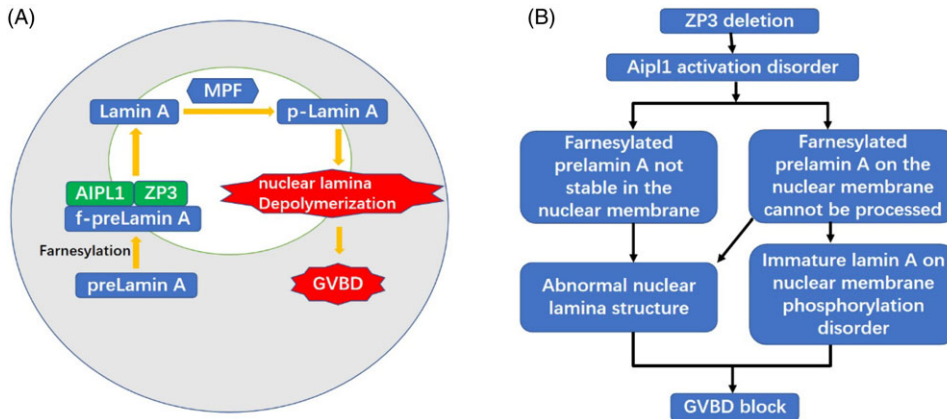 (A)
Lamin A
MPF
p-Lamin A
AIPL1
ZP3
f-preLamin A
nuclear lamina
Depolymerization
Farnesylation
preLamin A
GVBD
(B)
ZP3 deletion
Aipl1 activation disorder
Farnesylated
prelamin A not
stable in the
nuclear membrane
Farnesylated
prelamin A on the
nuclear membrane
cannot be processed
Abnormal nuclear
lamina structure
Immature lamin A on
nuclear membrane
phosphorylation
disorder
GVBD block